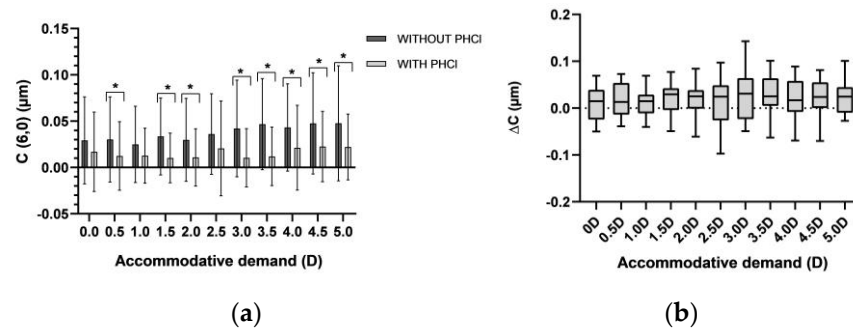 0.15
0.10
0.05
0.00
-0.05
C (6,0) (µm)
* * * * * * * *
WITHOUT PHCl
WITH PHCl
0.0 0.5 1.0 1.5 2.0 2.5 3.0 3.5 4.0 4.5 5.0
Accommodative demand (D)
(a)
0.2
0.1
0.0
-0.1
-0.2
ΔC (µm)
0D 0.5D 1.0D 1.5D 2.0D 2.5D 3.0D 3.5D 4.0D 4.5D 5.0D
Accommodative demand (D)
(b)